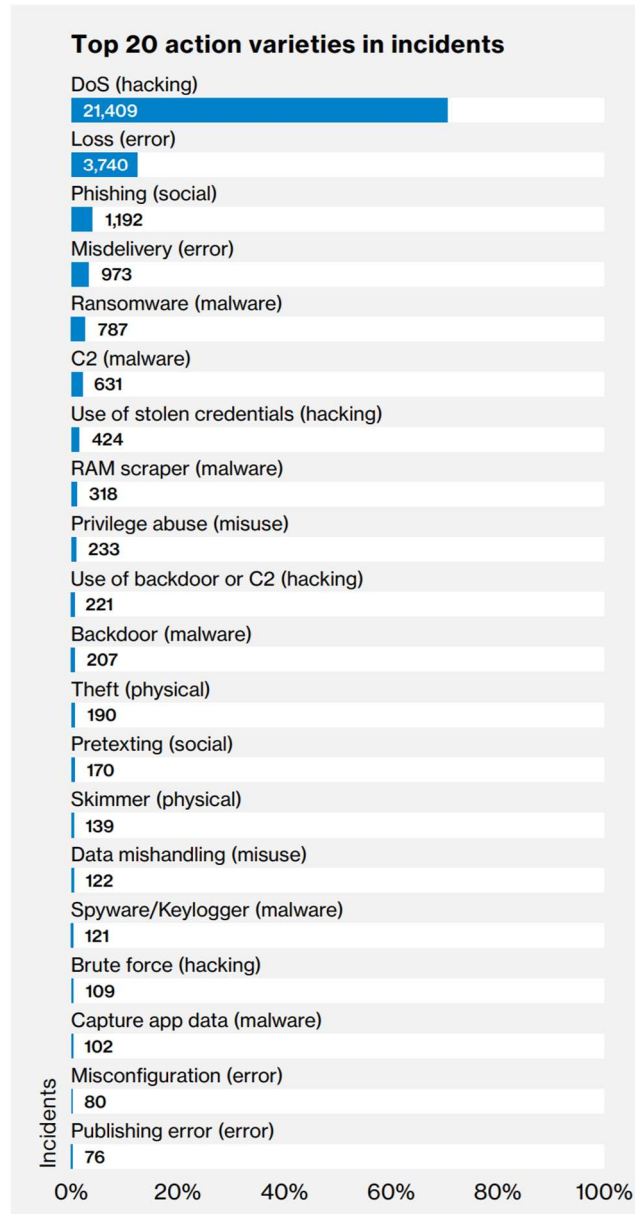 Top 20 action varieties in incidents
DoS (hacking)
21,409
Loss (error)
3,740
Phishing (social)
1,192
Misdelivery (error)
973
Ransomware (malware)
787
C2 (malware)
631
Use of stolen credentials (hacking)
424
RAM scraper (malware)
318
Privilege abuse (misuse)
233
Use of backdoor or C2 (hacking)
221
Backdoor (malware)
207
Theft (physical)
190
Pretexting (social)
170
Skimmer (physical)
139
Data mishandling (misuse)
122
Spyware/Keylogger (malware)
121
Brute force (hacking)
109
Capture app data (malware)
102
Misconfiguration (error)
80
Publishing error (error)
76
Incidents
0% 20% 40% 60% 80% 100%